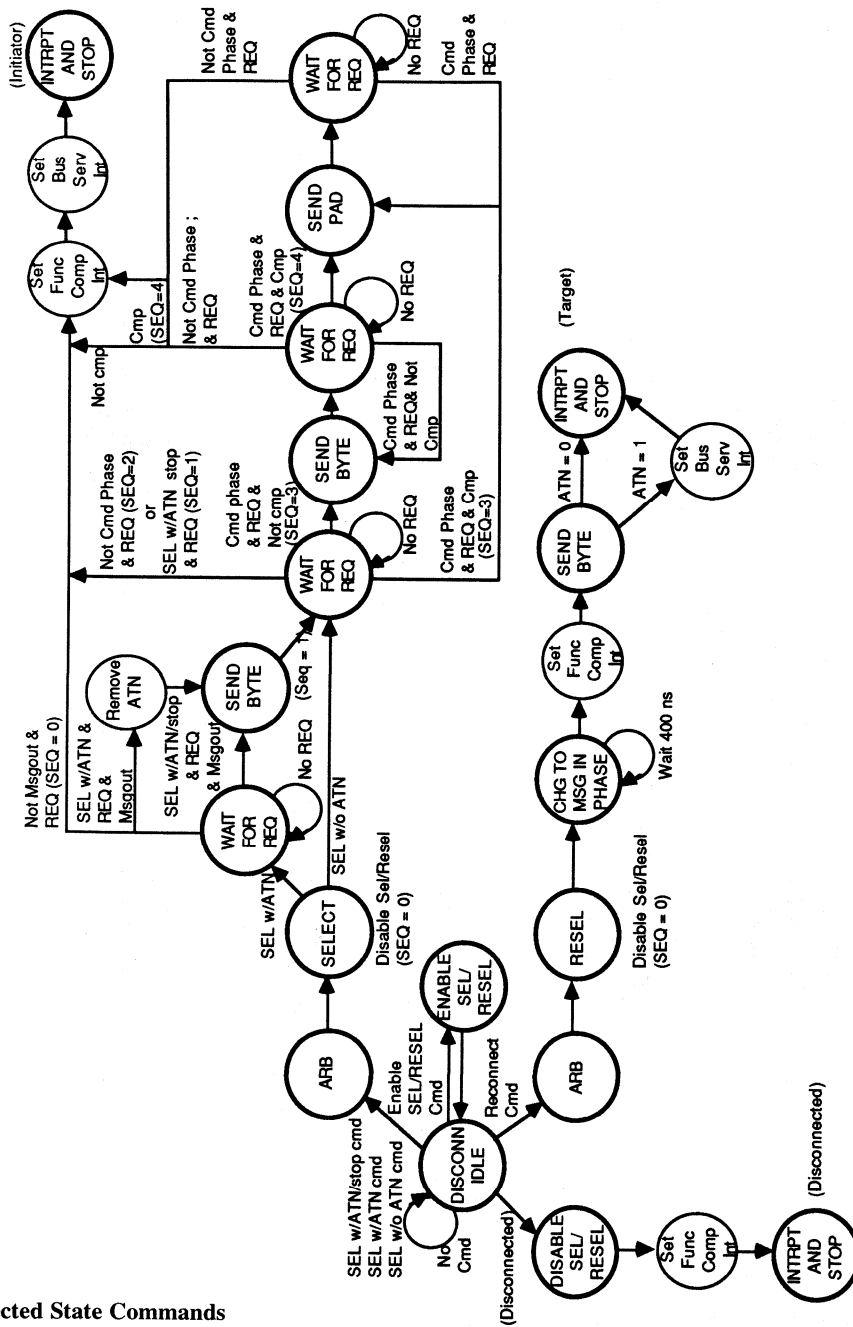 (Initiator)
INTRPT
AND
STOP
Set
Bus
Serv
Int
Set
Func
Comp
Int
Not Cmd
Phase &
REQ
WAIT
FOR
REQ
No REQ
Cmd
Phase &
REQ
SEND
PAD
Cmp
(SEQ=4)
Not Cmd Phase ;
& REQ
Cmd Phase &
REQ & Cmp
(SEQ=4)
Not cmp
WAIT
FOR
REQ
No REQ
Cmd Phase
& REQ& Not
Cmp
SEND
BYTE
Not Cmd Phase
& REQ (SEQ=2)
or
SEL w/ATN stop
& REQ (SEQ=1)
Cmd phase
& REQ &
Not cmp
(SEQ=3)
WAIT
FOR
REQ
No REQ
Cmd Phase
& REQ & Cmp
(SEQ=3)
Not Msgout &
REQ (SEQ = 0)
SEL w/ATN &
REQ &
Msgout
Remove
ATN
SEL w/ATN/stop
& REQ
& Msgout
SEND
BYTE
(Seq = 1)
WAIT
FOR
REQ
No REQ
SEL w/ATN
SEL w/o ATN
SELECT
Disable Sel/Resel
(SEQ = 0)
ARB
SEL w/ATN/stop cmd
SEL w/ATN cmd
SEL w/o ATN cmd
Enable
SEL/RESEL
Cmd
ENABLE
SEL/
RESEL
No
Cmd
DISCONN
IDLE
Reconnect
Cmd
ARB
RESEL
Disable Sel/Resel
(SEQ = 0)
CHG TO
MSG IN
PHASE
Wait 400 ns
Set
Func
Comp
Int
SEND
BYTE
ATN = 0
ATN = 1
Set
Bus
Serv
Int
INTRPT
AND
STOP
(Target)
(Disconnected)
DISABLE
SEL/
RESEL
Set
Func
Comp
Int
INTRPT
AND
STOP
(Disconnected)
cted State Commands